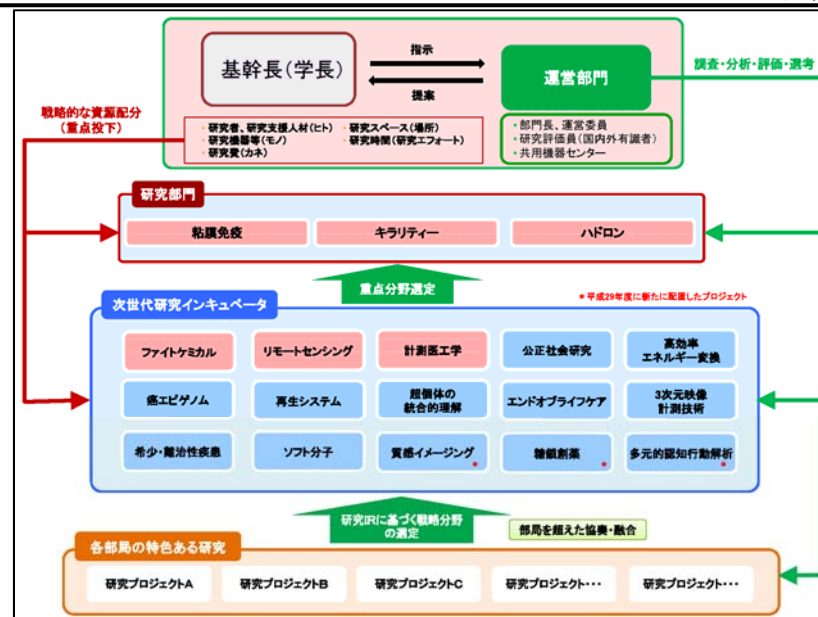 指示
基幹長(学長)
運営部門
提案
調査・分析・評価・選考
戦略的な資源配分
(重点投下)
・研究者、研究支援人材(ヒト)
・研究スペース(場所)
・研究機器等(モノ)
・研究時間(研究エフォート)
・研究費(カネ)
・部門長、運営委員
・研究評価員(国内外有識者)
・共用機器センター
研究部門
粘膜免疫
キラリティー
ハドロン
重点分野選定
次世代研究インキュベータ
*平成29年度に新たに配置したプロジェクト
ファイトケミカル
リモートセンシング
計測医工学
公正社会研究
高効率
エネルギー変換
癌エピゲノム
再生システム
超個体の
統合的理解
エンドオブライフケア
3次元映像
計測技術
希少・難治性疾患
ソフト分子
質感イメージング
*
糖鎖創薬
*
多元的認知行動解析
*
研究IRに基づく戦略分野
の選定
部局を超えた協奏・融合
各部局の特色ある研究
研究プロジェクトA
研究プロジェクトB
研究プロジェクトC
研究プロジェクト・・・
研究プロジェクト・・・